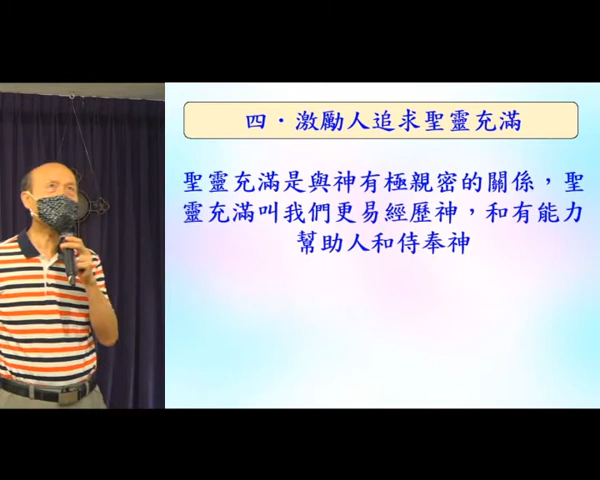 四．激勵人追求聖靈充滿
聖靈充滿是與神有極親密的關係，聖
靈充滿叫我們更易經歷神，和有能力
幫助人和侍奉神